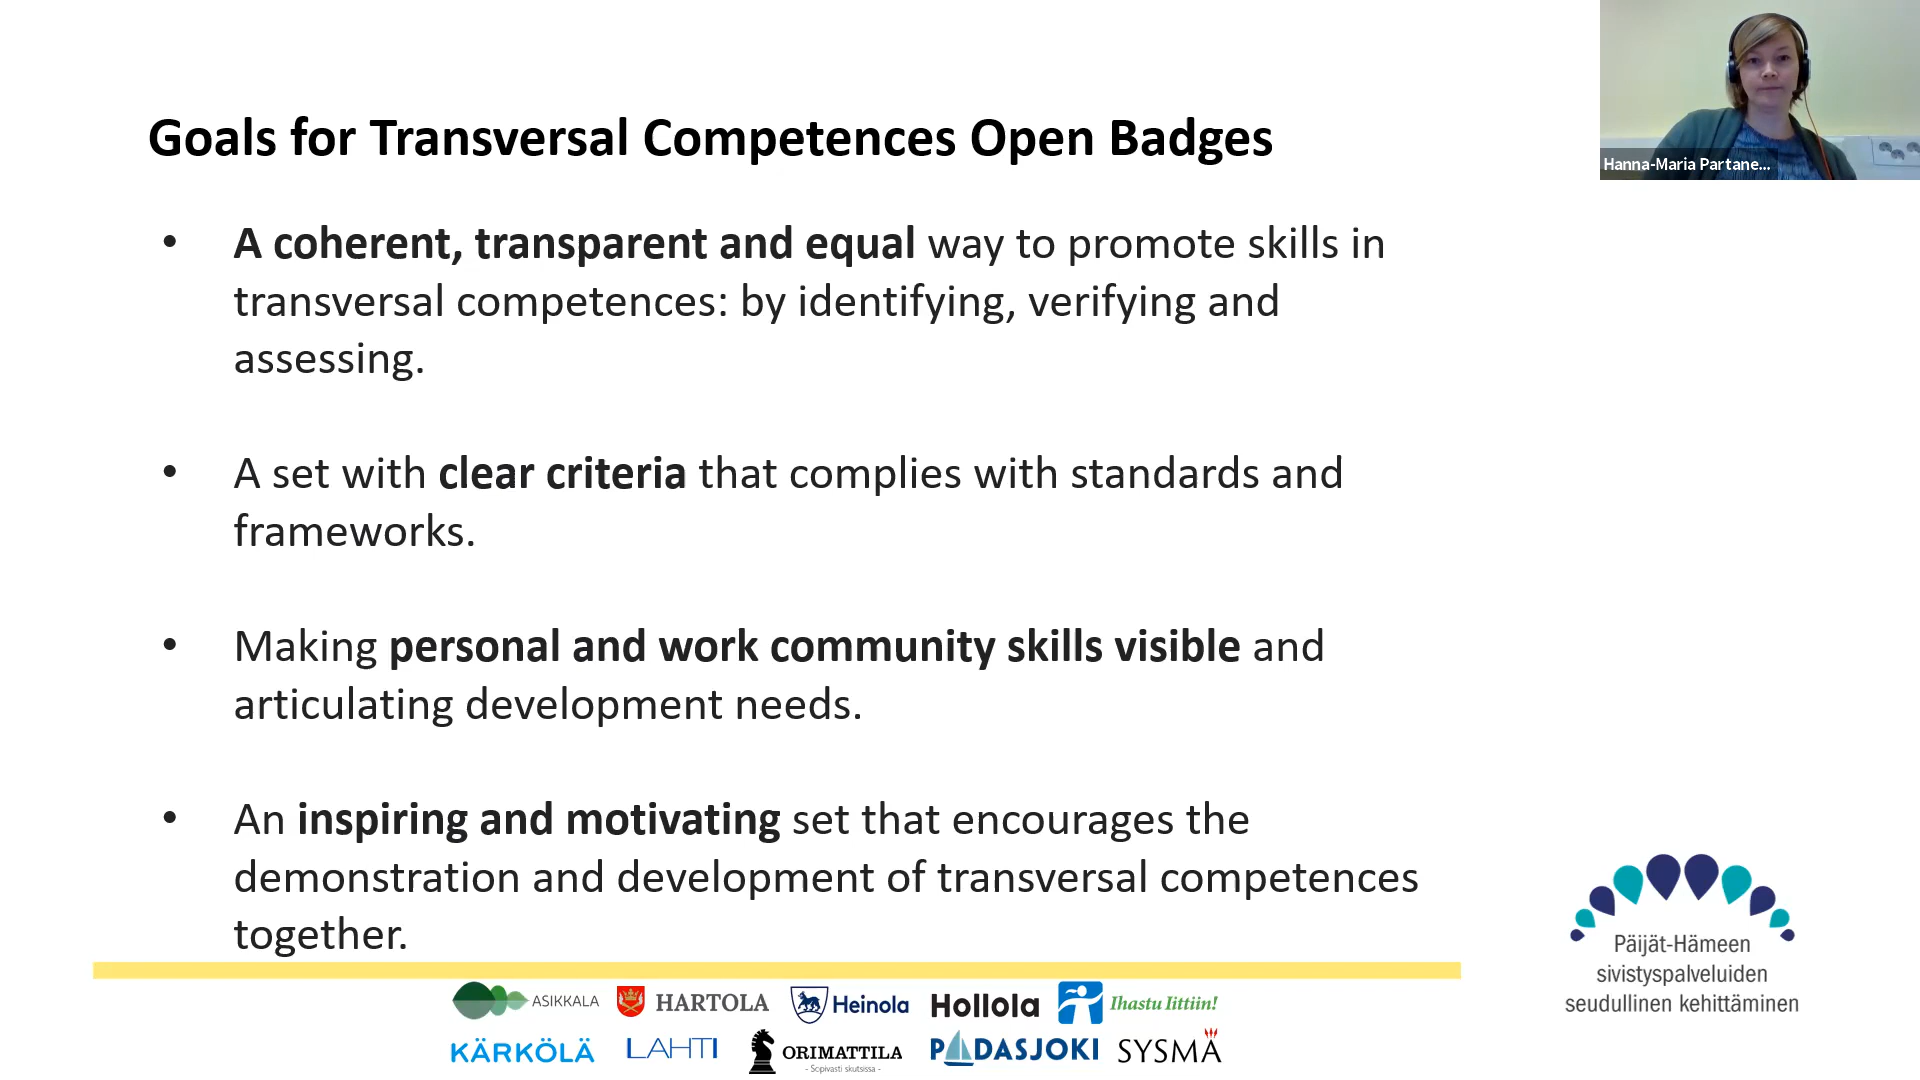 Goals for Transversal Competences Open Badges
Hanna-Maria Partane...
• A coherent, transparent and equal way to promote skills in
transversal competences: by identifying, verifying and
assessing.
• A set with clear criteria that complies with standards and
frameworks.
• Making personal and work community skills visible and
articulating development needs.
• An inspiring and motivating set that encourages the
demonstration and development of transversal competences
together.
Päijät-Hämeen
sivistyspalveluiden
seudullinen kehittäminen
ASIKKALA HARTOLA Heinola Hollola Ihastu Iittiin!
KÄRKÖLÄ LAHTI ORIMATTILA PADASJOKI SYSMÄ
- Sopivasti skutsissa -